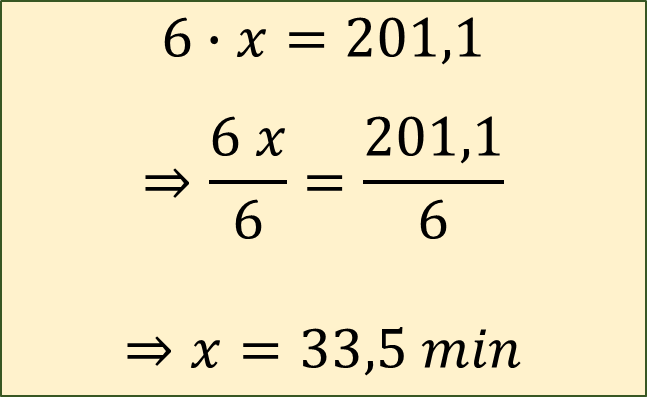 6 · x = 201,1
⇒ 6 x / 6 = 201,1 / 6
⇒ x = 33,5 min